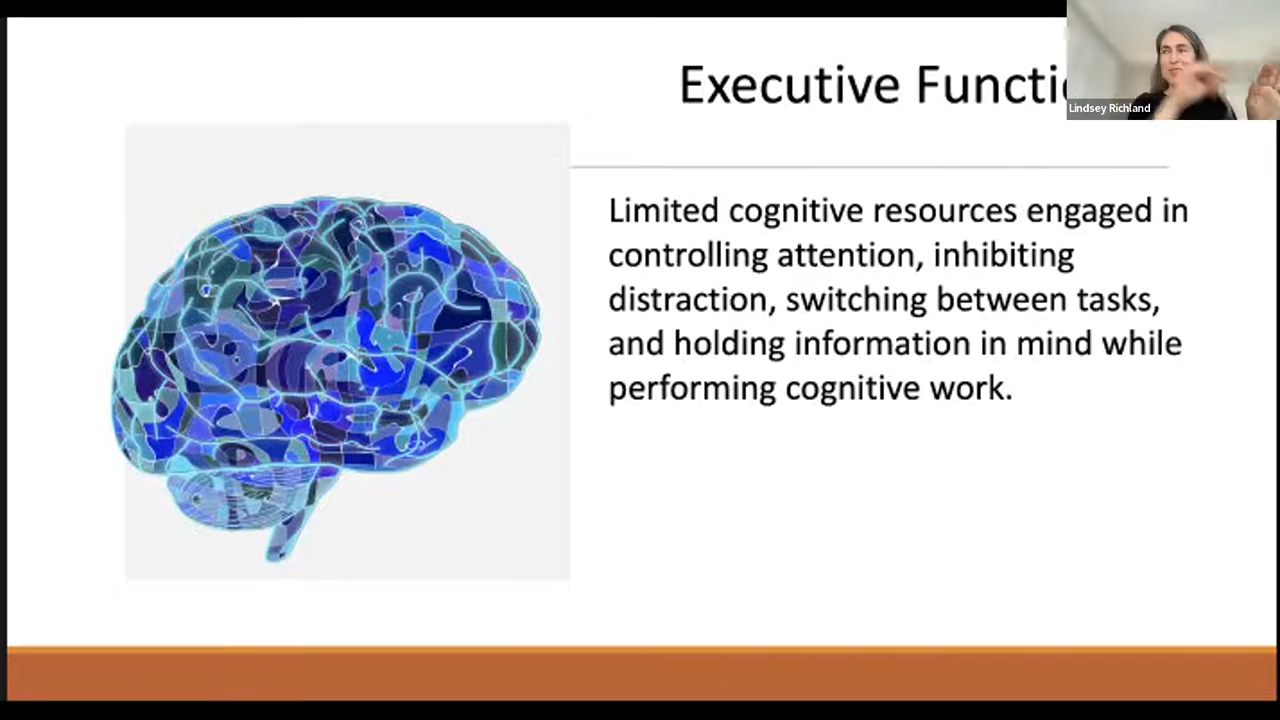 Executive Functi
Lindsey Richland
Limited cognitive resources engaged in
controlling attention, inhibiting
distraction, switching between tasks,
and holding information in mind while
performing cognitive work.